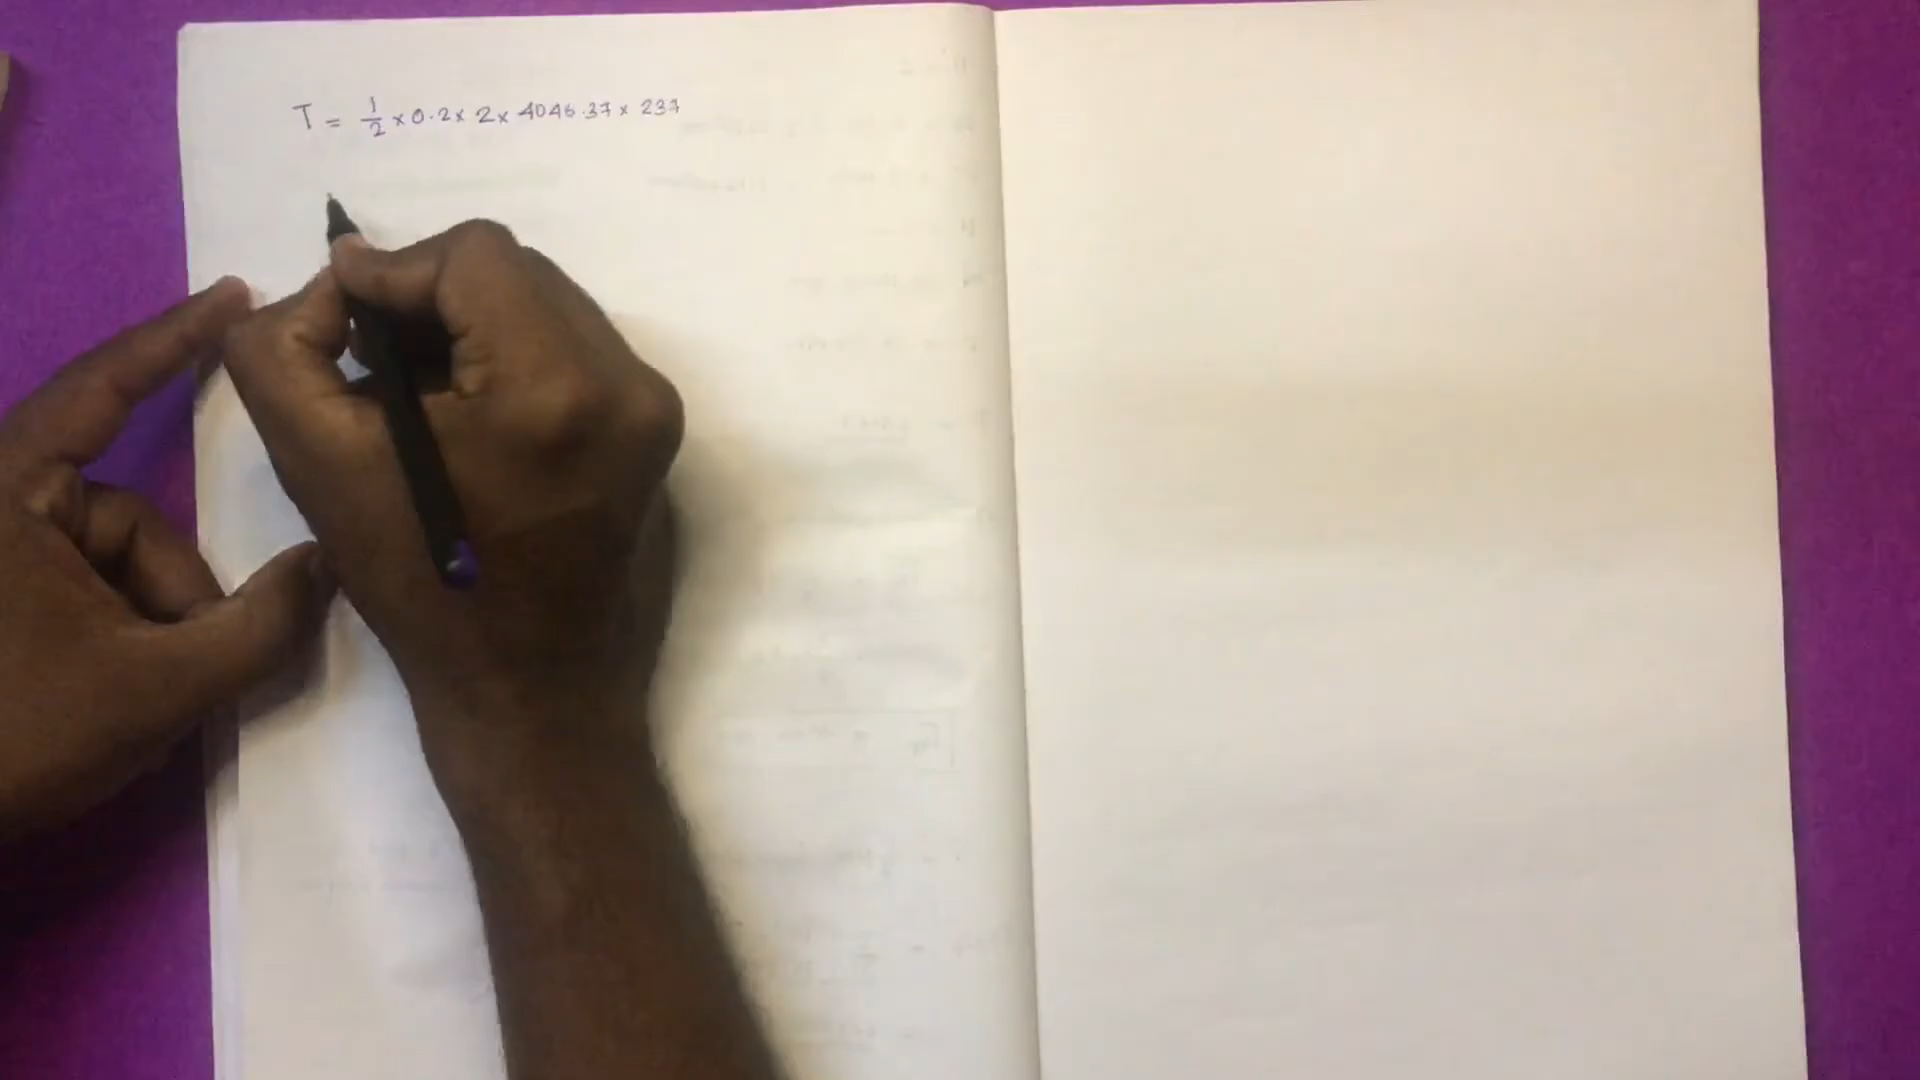 T = 1/2 × 0.2 × 2 × 4046.37 × 237